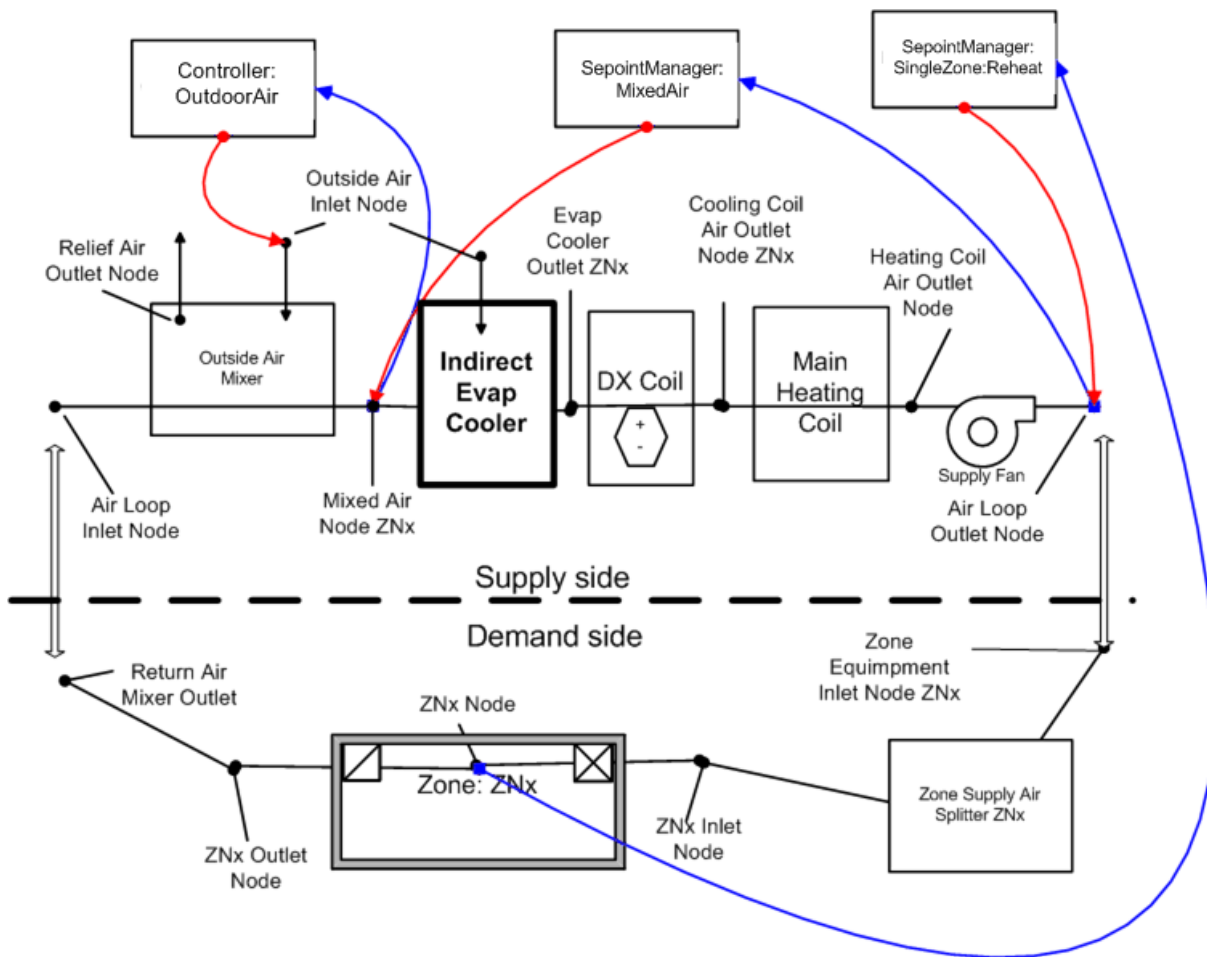 Controller:
OutdoorAir
SepointManager:
MixedAir
SepointManager:
SingleZone:Reheat
Outside Air
Inlet Node
Relief Air
Outlet Node
Evap
Cooler
Outlet ZNx
Cooling Coil
Air Outlet
Node ZNx
Heating Coil
Air Outlet
Node
Outside Air
Mixer
Indirect
Evap
Cooler
DX Coil
+
-
Main
Heating
Coil
Supply Fan
Air Loop
Inlet Node
Mixed Air
Node ZNx
Air Loop
Outlet Node
Supply side
Demand side
Return Air
Mixer Outlet
ZNx Node
Zone
Equimpment
Inlet Node ZNx
Zone: ZNx
Zone Supply Air
Splitter ZNx
ZNx Outlet
Node
ZNx Inlet
Node